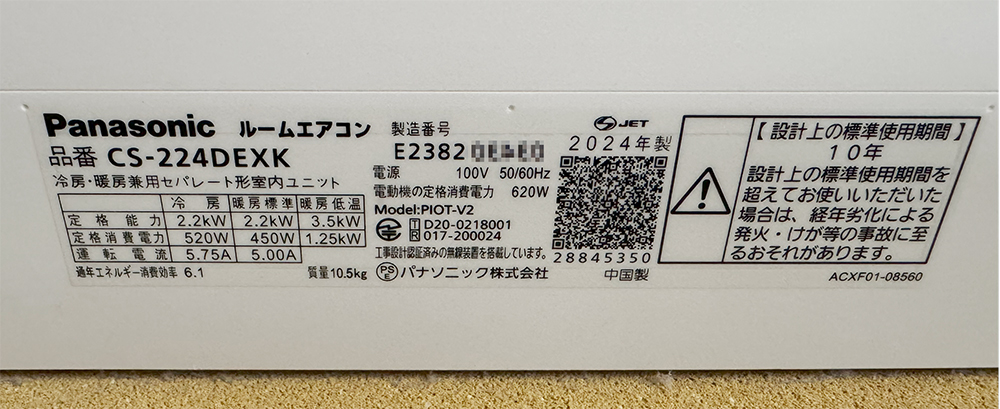 Panasonic ルームエアコン
品番 CS-224DEXK
冷房・暖房兼用セパレート形室内ユニット
冷 房 暖房標準 暖房低温
定格能力 2.2kW 2.2kW 3.5kW
定格消費電力 520W 450W 1.25kW
運転電流 5.75A 5.00A
通年エネルギー消費効率 6.1
質量 10.5kg
製造番号
E2382
電源 100V 50/60Hz
電動機の定格消費電力 620W
Model:PIOT-V2
T D20-0218001
R 017-200024
工事設計認証済みの無線装置を搭載しています。
PSE パナソニック株式会社
JET
2024年製
28845350
中国製
【設計上の標準使用期間】
10年
設計上の標準使用期間を
超えてお使いいただいた
場合は、経年劣化による
発火・けが等の事故に至
るおそれがあります。
ACXF01-08560